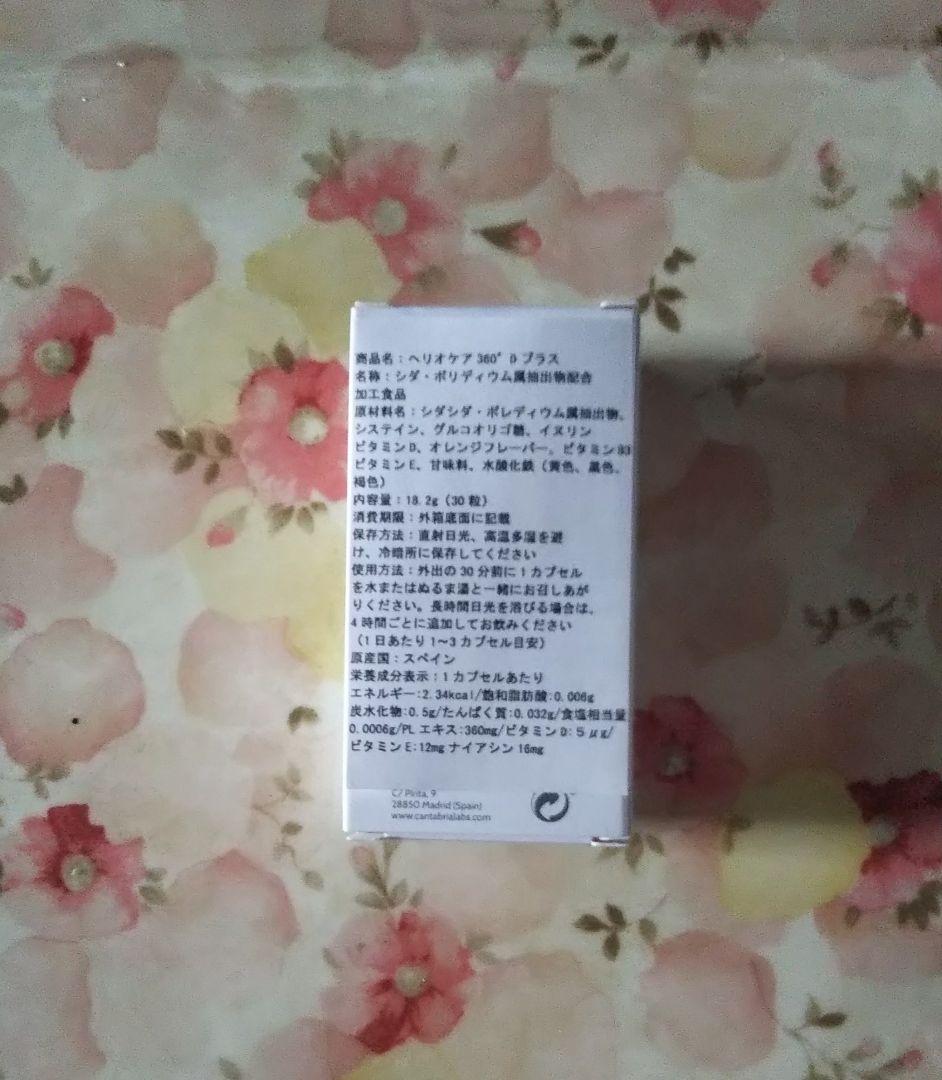 商品名：ヘリオケア 360° D プラス
名称：シダ・ポリディウム属抽出物配合
加工食品
原材料名：シダシダ・ポレディウム属抽出物、
システイン、グルコオリゴ糖、イヌリン
ビタミンD、オレンジフレーバー、ビタミンB3
ビタミンE、甘味料、水酸化鉄（黄色、黒色、
褐色）
内容量：18.2g（30 粒）
消費期限：外箱底面に記載
保存方法：直射日光、高温多湿を避
け、冷暗所に保存してください
使用方法：外出の 30 分前に 1 カプセル
を水またはぬるま湯と一緒にお召しあが
りください。長時間日光を浴びる場合は、
4 時間ごとに追加してお飲みください
（1 日あたり 1～3 カプセル目安）
原産国：スペイン
栄養成分表示：1 カプセルあたり
エネルギー:2.34kcal/飽和脂肪酸:0.006g
炭水化物:0.5g/たんぱく質:0.032g/食塩相当量
0.0006g/PL エキス:360mg/ビタミン D:５μg/
ビタミン E:12mg ナイアシン 16mg
C/ Pirita, 9
28850 Madrid (Spain)
www.cantabrialabs.com